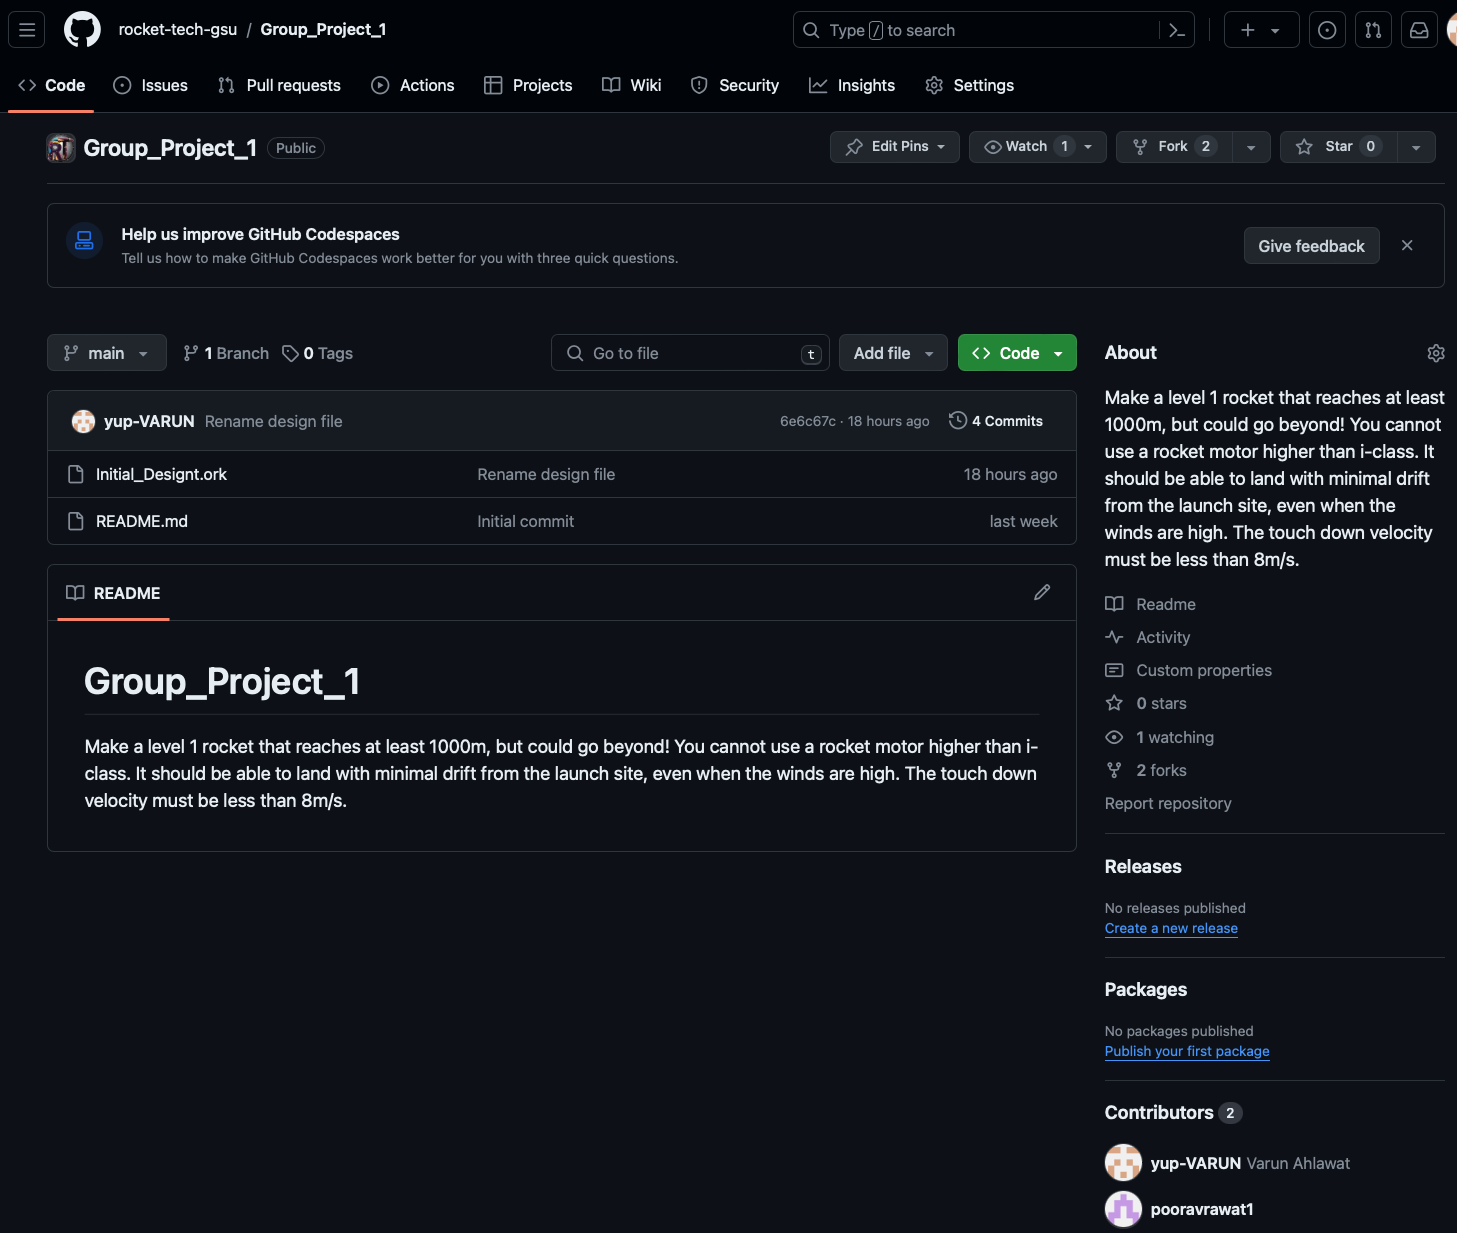 rocket-tech-gsu / Group_Project_1
Type / to search
Code Issues Pull requests Actions Projects Wiki Security Insights Settings
Group_Project_1 Public
Edit Pins Watch 1 Fork 2 Star 0
Help us improve GitHub Codespaces
Tell us how to make GitHub Codespaces work better for you with three quick questions.
Give feedback
main 1 Branch 0 Tags
Go to file t
Add file
Code
yup-VARUN Rename design file 6e6c67c · 18 hours ago 4 Commits
Initial_Designt.ork Rename design file 18 hours ago
README.md Initial commit last week
README
Group_Project_1
Make a level 1 rocket that reaches at least 1000m, but could go beyond! You cannot use a rocket motor higher than i-
class. It should be able to land with minimal drift from the launch site, even when the winds are high. The touch down
velocity must be less than 8m/s.
About
Make a level 1 rocket that reaches at least
1000m, but could go beyond! You cannot
use a rocket motor higher than i-class. It
should be able to land with minimal drift
from the launch site, even when the
winds are high. The touch down velocity
must be less than 8m/s.
Readme
Activity
Custom properties
0 stars
1 watching
2 forks
Report repository
Releases
No releases published
Create a new release
Packages
No packages published
Publish your first package
Contributors 2
yup-VARUN Varun Ahlawat
pooravrawat1